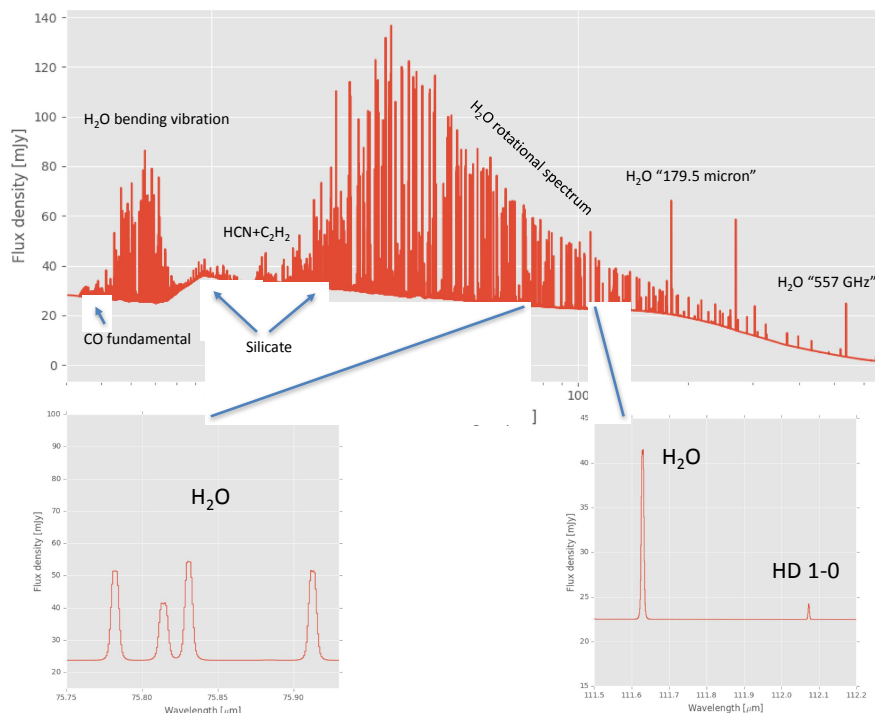 140
120
100
80
60
40
20
0
Flux density [mJy]
H₂O bending vibration
HCN+C₂H₂
H₂O rotational spectrum
H₂O “179.5 micron”
H₂O “557 GHz”
CO fundamental
Silicate
100
]
100
90
80
70
60
50
40
30
20
Flux density [mJy]
H₂O
75.75 75.80 75.85 75.90
Wavelength [μm]
45
40
35
30
25
20
15
Flux density [mJy]
H₂O
HD 1-0
111.5 111.6 111.7 111.8 111.9 112.0 112.1 112.2
Wavelength [μm]